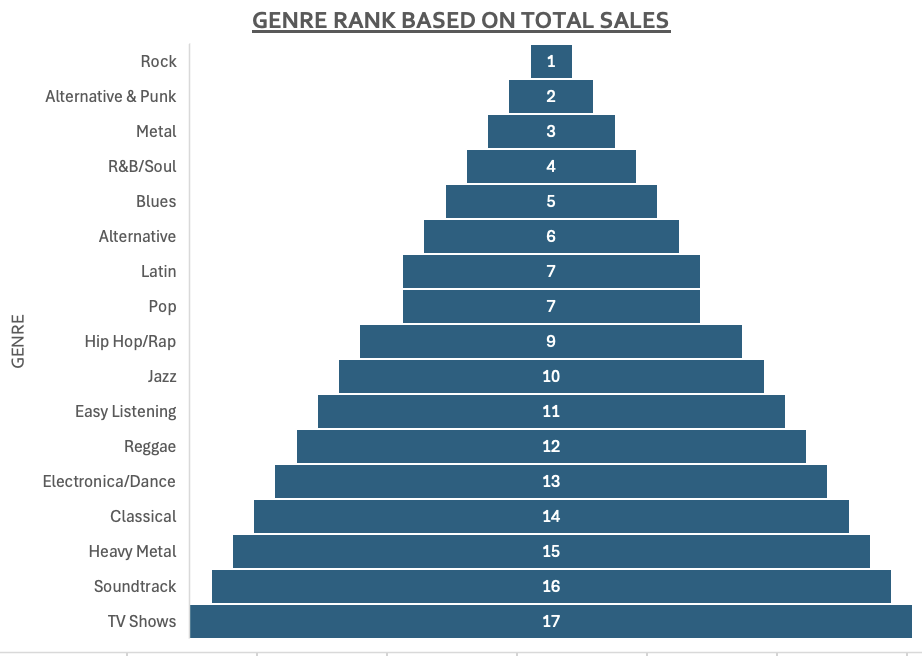 GENRE RANK BASED ON TOTAL SALES
GENRE
Rock 1
Alternative & Punk 2
Metal 3
R&B/Soul 4
Blues 5
Alternative 6
Latin 7
Pop 7
Hip Hop/Rap 9
Jazz 10
Easy Listening 11
Reggae 12
Electronica/Dance 13
Classical 14
Heavy Metal 15
Soundtrack 16
TV Shows 17